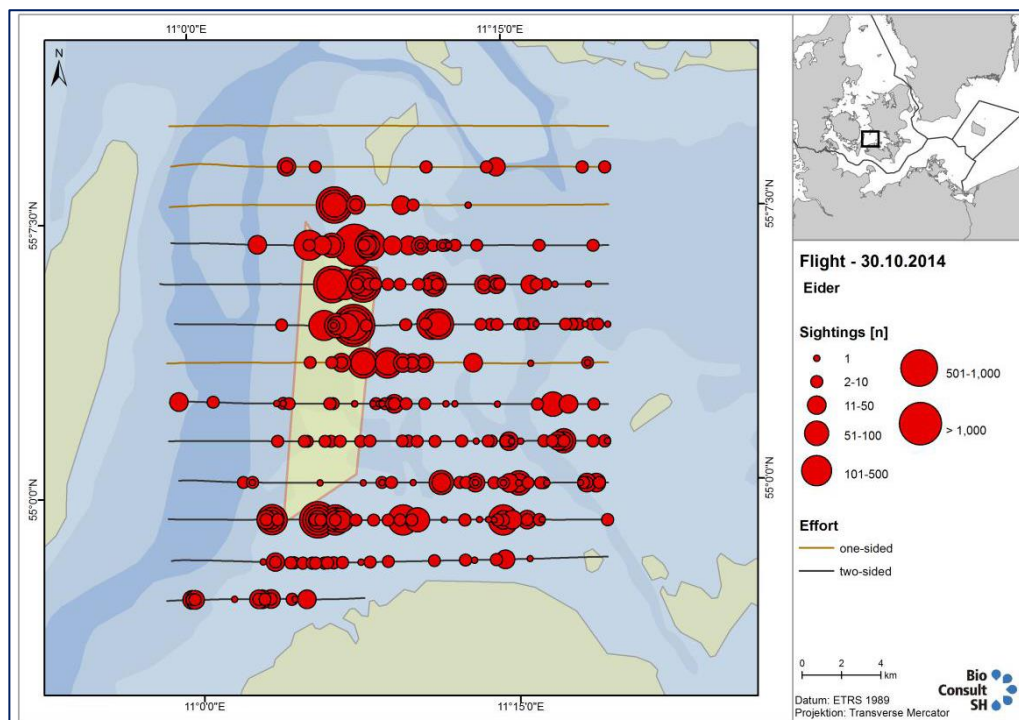 11°0'0"E
11°15'0"E
N
55°7'30"N
55°7'30"N
55°0'0"N
55°0'0"N
11°0'0"E
11°15'0"E
Flight - 30.10.2014
Eider
Sightings [n]
1
2-10
11-50
51-100
101-500
501-1,000
> 1,000
Effort
one-sided
two-sided
0 2 4
km
Datum: ETRS 1989
Projektion: Transverse Mercator
Bio
Consult
SH